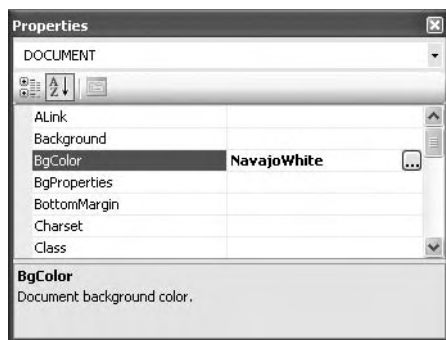 Properties
DOCUMENT
ALink
Background
BgColor NavajoWhite ...
BgProperties
BottomMargin
Charset
Class
BgColor
Document background color.